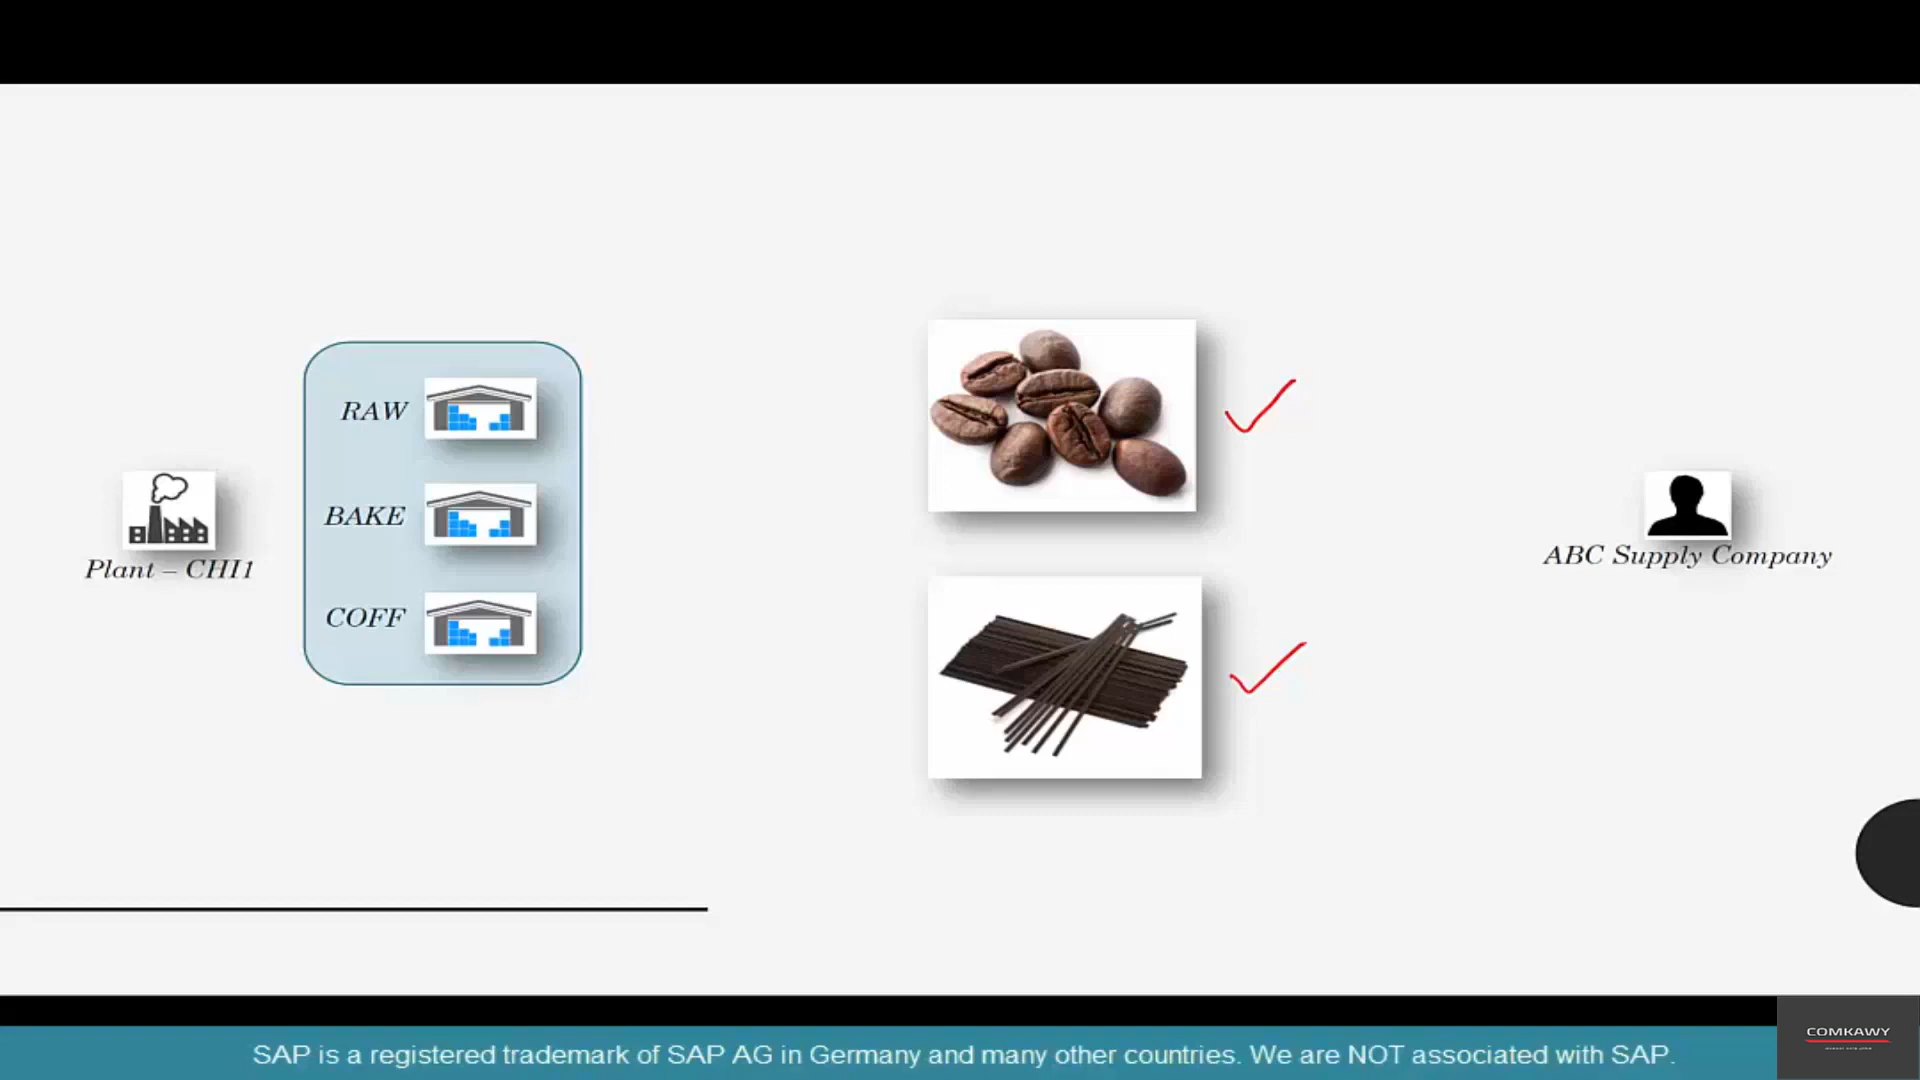 RAW
BAKE
COFF
Plant – CHI1
ABC Supply Company
SAP is a registered trademark of SAP AG in Germany and many other countries. We are NOT associated with SAP.
COMKAWY